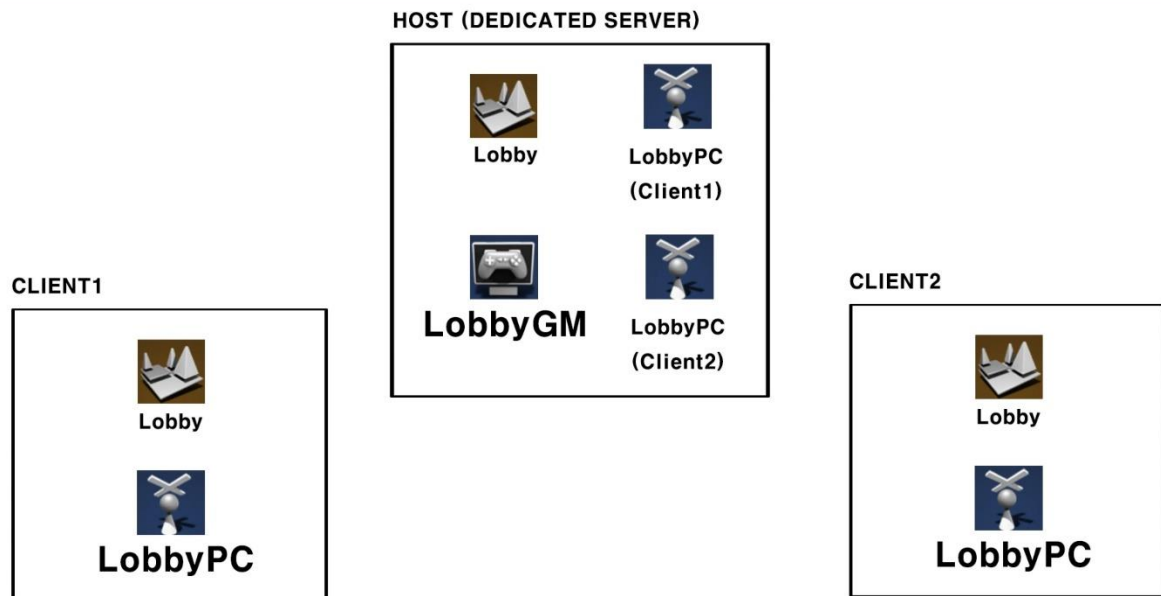 HOST (DEDICATED SERVER)
Lobby
LobbyPC
(Client1)
LobbyGM
LobbyPC
(Client2)
CLIENT1
Lobby
LobbyPC
CLIENT2
Lobby
LobbyPC